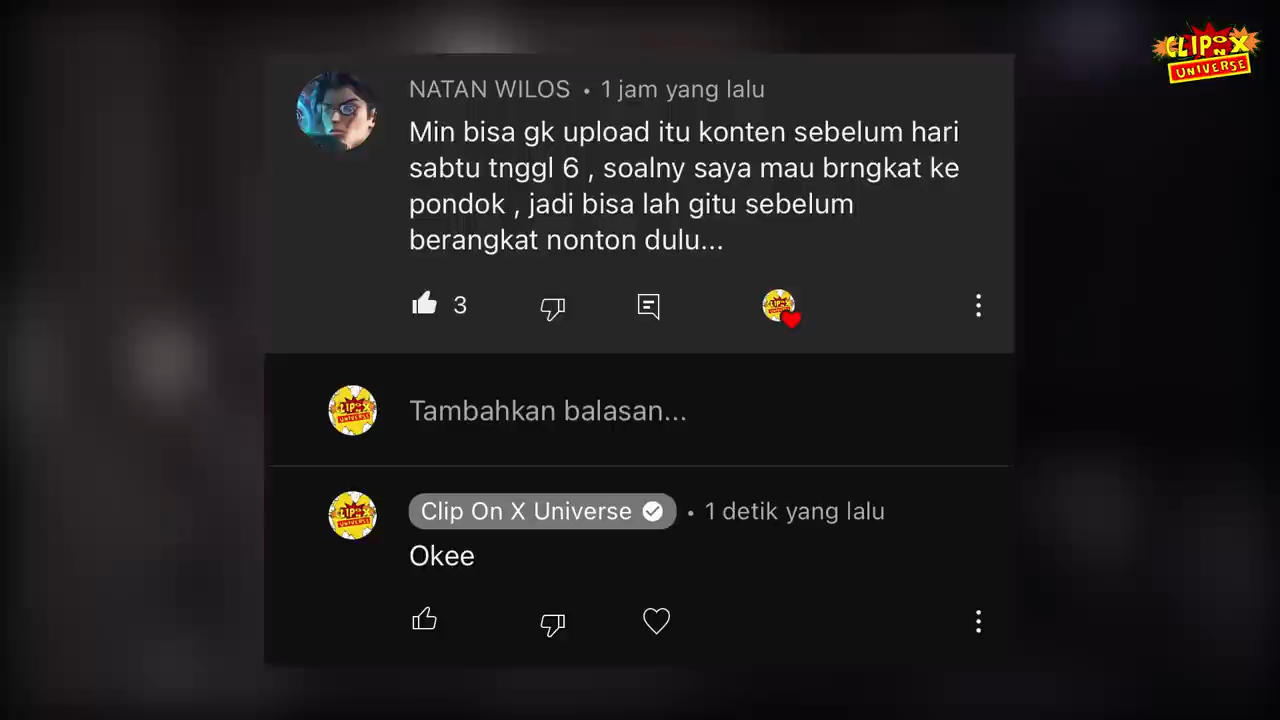 CLIP ON X
UNIVERSE
NATAN WILOS • 1 jam yang lalu
Min bisa gk upload itu konten sebelum hari
sabtu tnggl 6 , soalny saya mau brngkat ke
pondok , jadi bisa lah gitu sebelum
berangkat nonton dulu...
3
Tambahkan balasan...
Clip On X Universe • 1 detik yang lalu
Okee